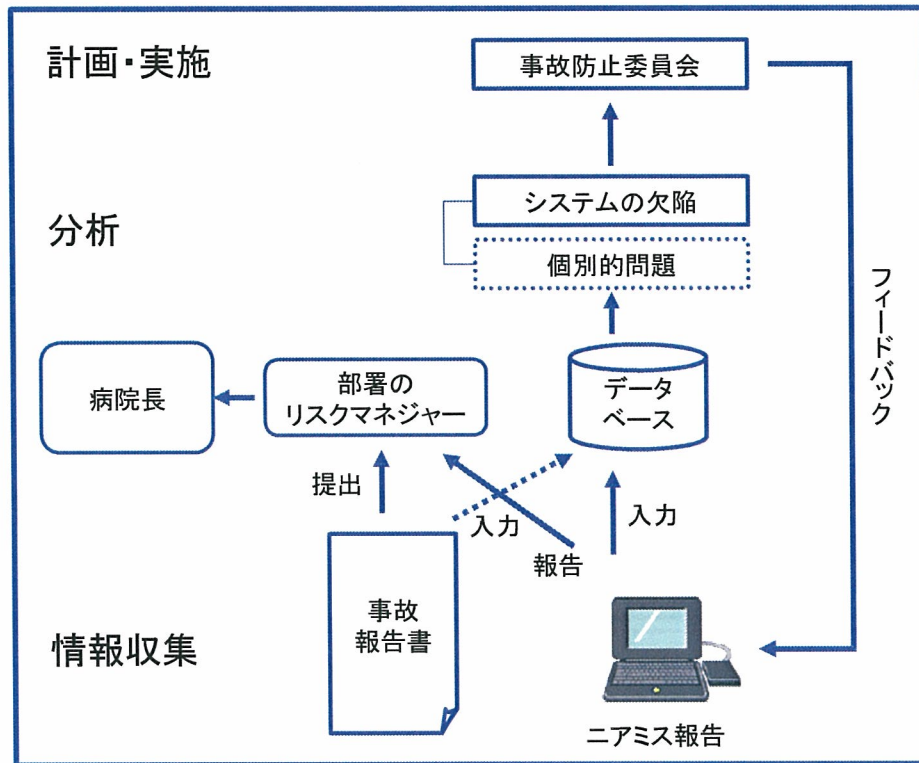 計画・実施
事故防止委員会
システムの欠陥
分析
個別的問題
フィードバック
病院長
部署の
リスクマネジャー
データ
ベース
提出
入力
入力
報告
事故
報告書
情報収集
ニアミス報告